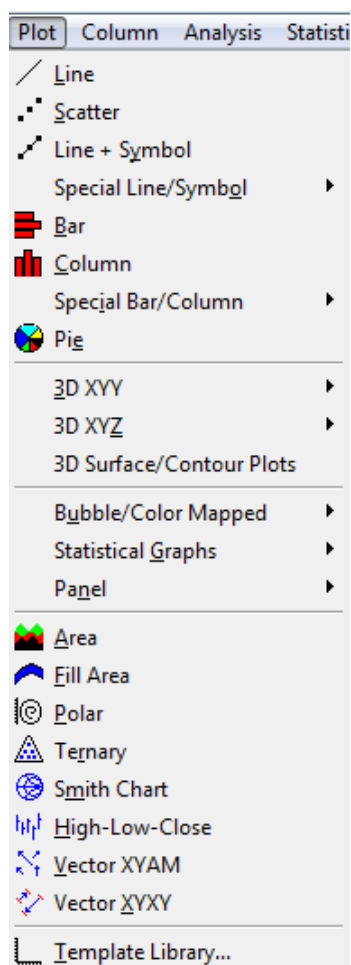 Plot Column Analysis Statisti
Line
Scatter
Line + Symbol
Special Line/Symbol
Bar
Column
Special Bar/Column
Pie
3D XYY
3D XYZ
3D Surface/Contour Plots
Bubble/Color Mapped
Statistical Graphs
Panel
Area
Fill Area
Polar
Ternary
Smith Chart
High-Low-Close
Vector XYAM
Vector XYXY
Template Library...